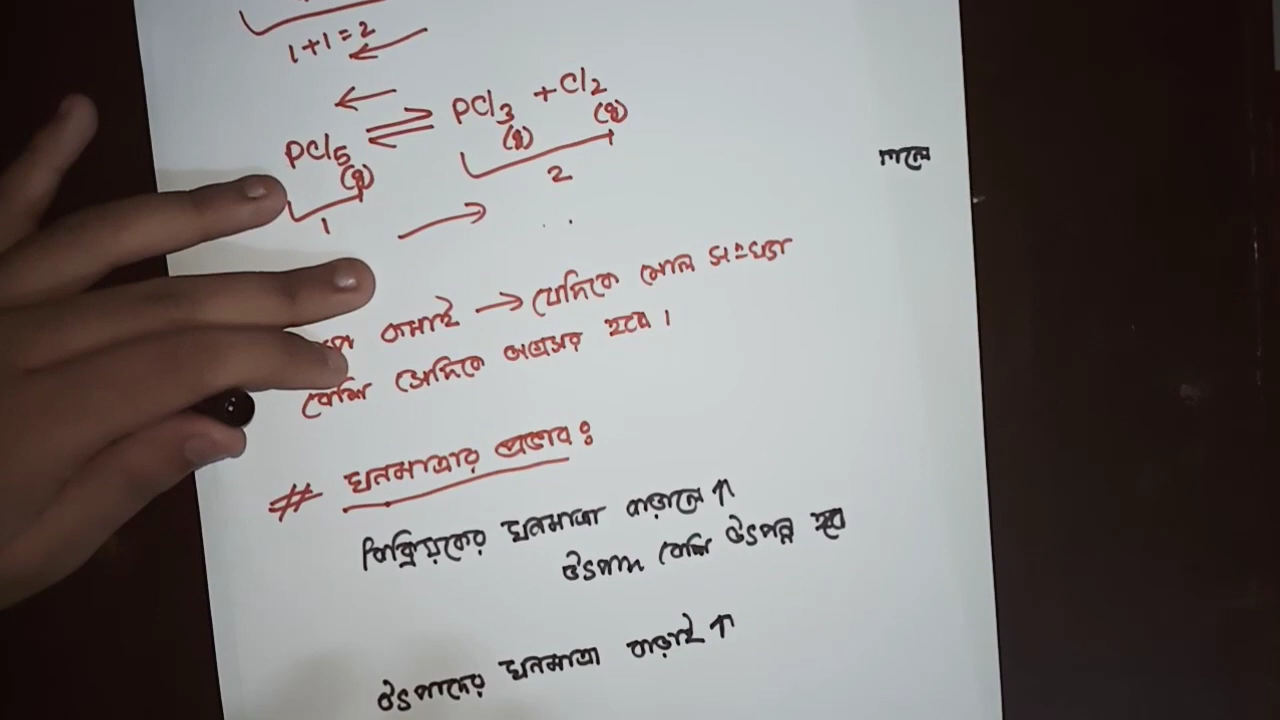 1+1=2
PCl5(g) ⇌ PCl3(g) + Cl2(g)
1
2
কমাই → যেদিকে মোল সংখ্যা
বেশি সেদিকে অগ্রসর হবে।
# ঘনমাত্রার প্রভাব:
বিক্রিয়কের ঘনমাত্রা বাড়ালে ↑
উৎপাদ বেশি উৎপন্ন হবে
উৎপাদের ঘনমাত্রা বাড়াই ↑